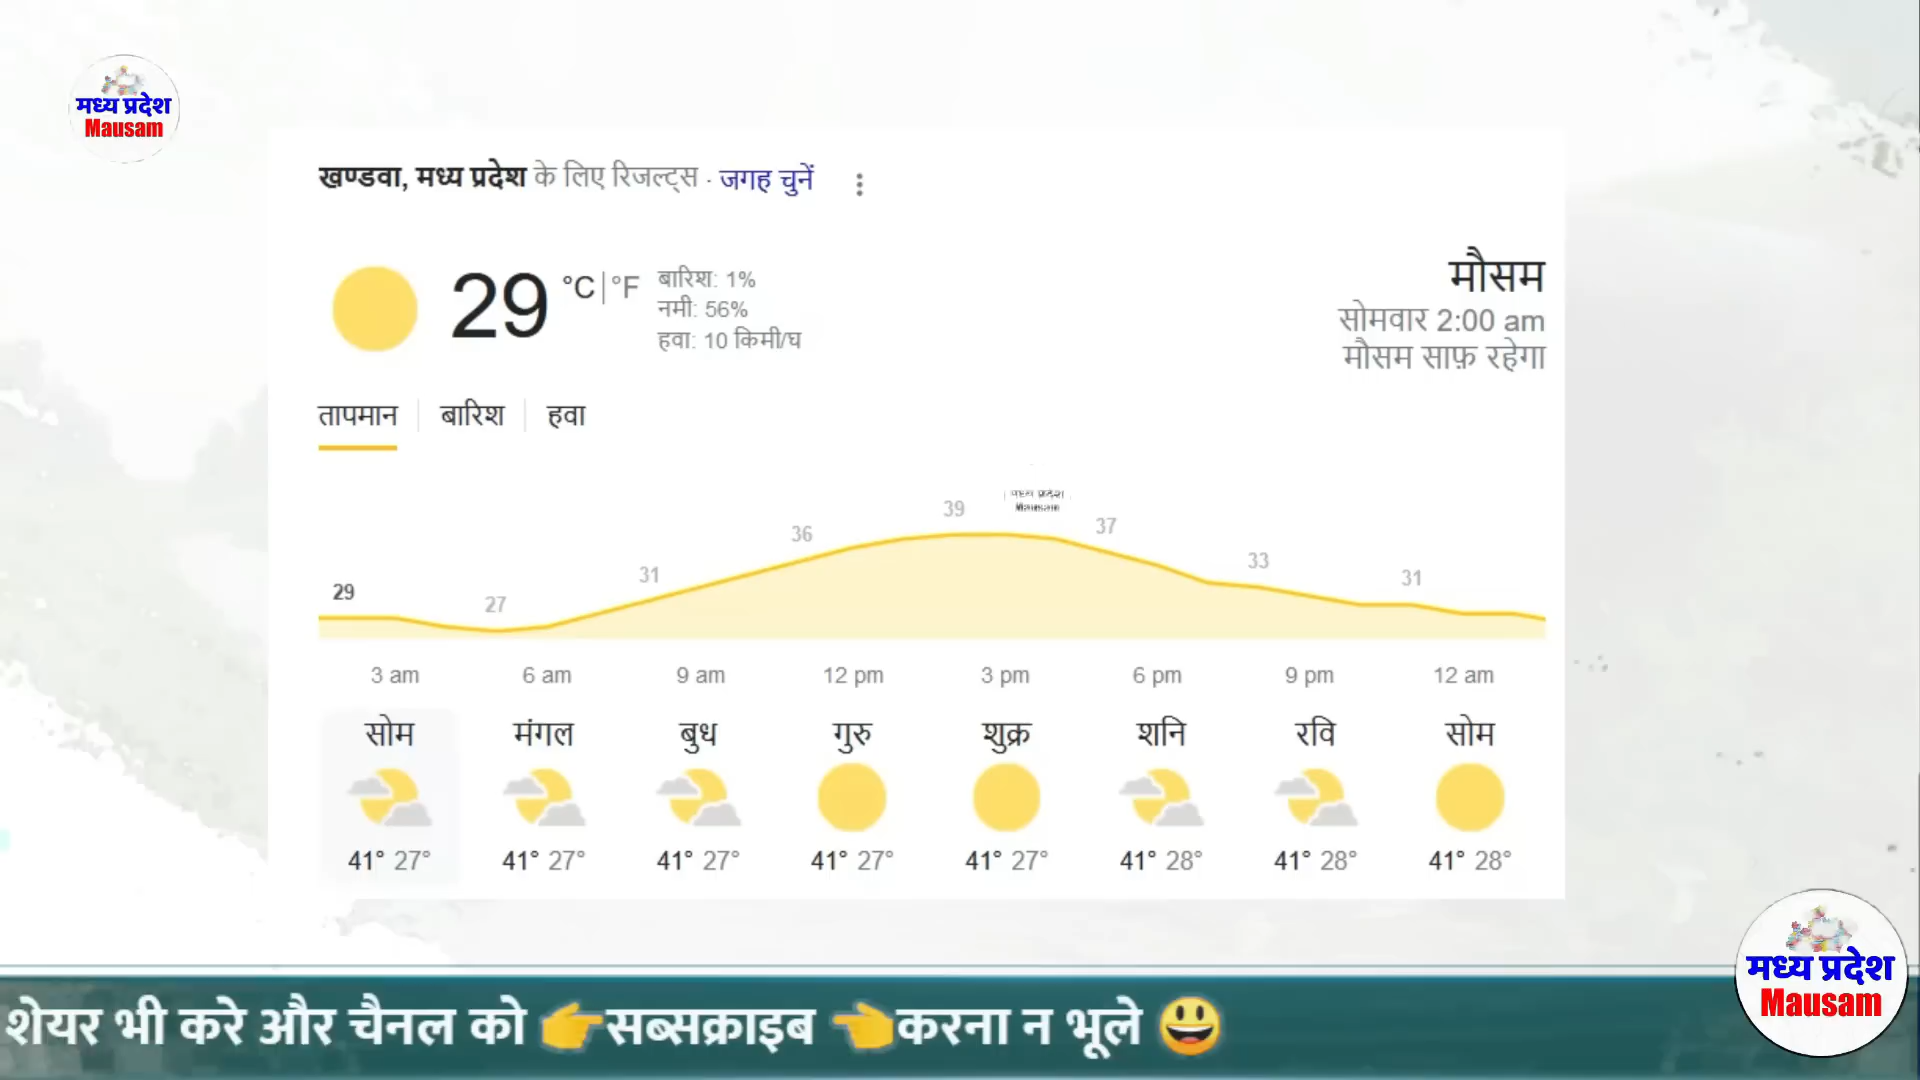 मध्य प्रदेश
Mausam
खण्डवा, मध्य प्रदेश के लिए रिजल्ट्स · जगह चुनें
29 °C | °F
बारिश: 1%
नमी: 56%
हवा: 10 किमी/घ
मौसम
सोमवार 2:00 am
मौसम साफ़ रहेगा
तापमान बारिश हवा
मध्य प्रदेश
Mausam
29 27 31 36 39 37 33 31
3 am 6 am 9 am 12 pm 3 pm 6 pm 9 pm 12 am
सोम मंगल बुध गुरु शुक्र शनि रवि सोम
41° 27° 41° 27° 41° 27° 41° 27° 41° 27° 41° 28° 41° 28° 41° 28°
मध्य प्रदेश
Mausam
शेयर भी करे और चैनल को 👉सब्सक्राइब 👈करना न भूले 😃